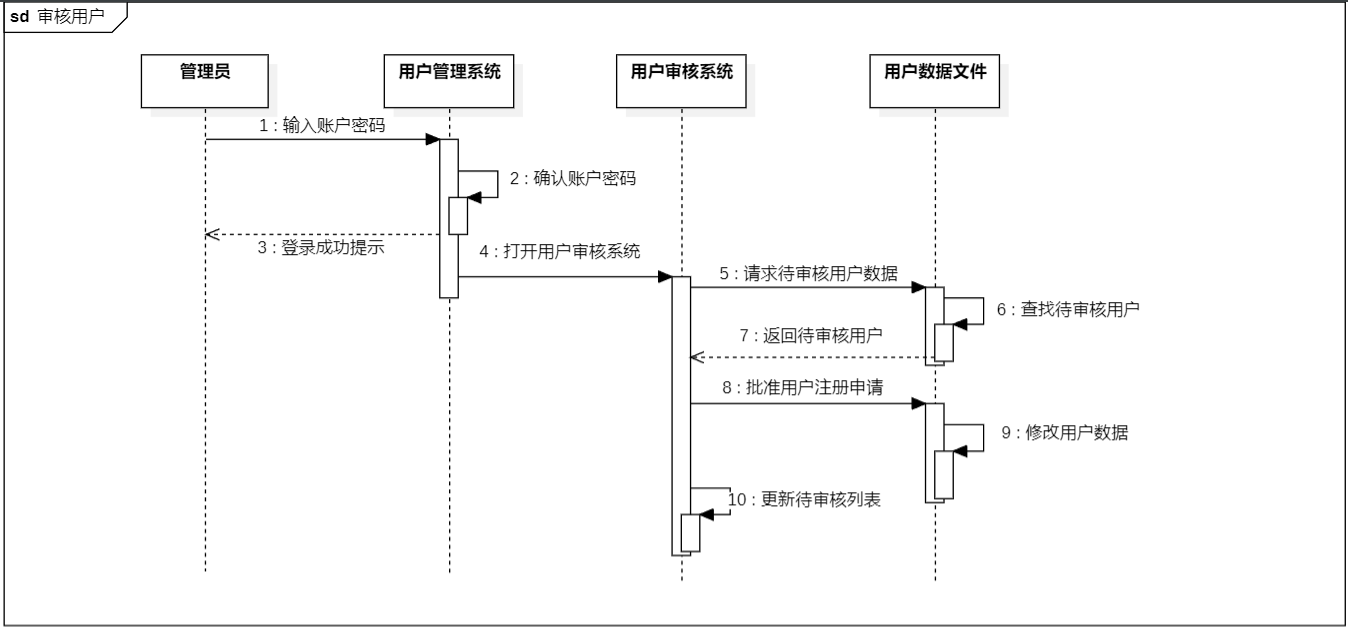 sd 审核用户
管理员
用户管理系统
用户审核系统
用户数据文件
1 : 输入账户密码
2 : 确认账户密码
3 : 登录成功提示
4 : 打开用户审核系统
5 : 请求待审核用户数据
6 : 查找待审核用户
7 : 返回待审核用户
8 : 批准用户注册申请
9 : 修改用户数据
10 : 更新待审核列表